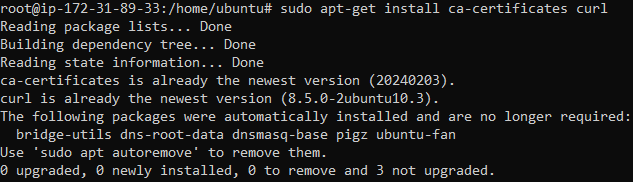 root@ip-172-31-89-33:/home/ubuntu# sudo apt-get install ca-certificates curl
Reading package lists... Done
Building dependency tree... Done
Reading state information... Done
ca-certificates is already the newest version (20240203).
curl is already the newest version (8.5.0-2ubuntu10.3).
The following packages were automatically installed and are no longer required:
  bridge-utils dns-root-data dnsmasq-base pigz ubuntu-fan
Use 'sudo apt autoremove' to remove them.
0 upgraded, 0 newly installed, 0 to remove and 3 not upgraded.